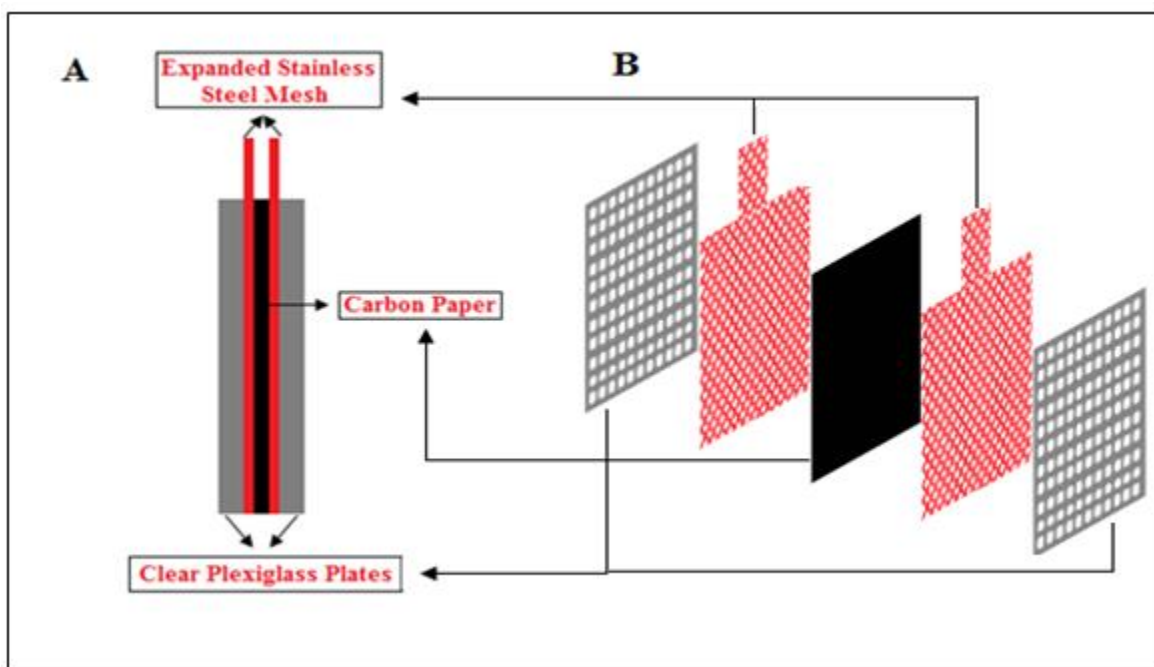 A
B
Expanded Stainless
Steel Mesh
Carbon Paper
Clear Plexiglass Plates